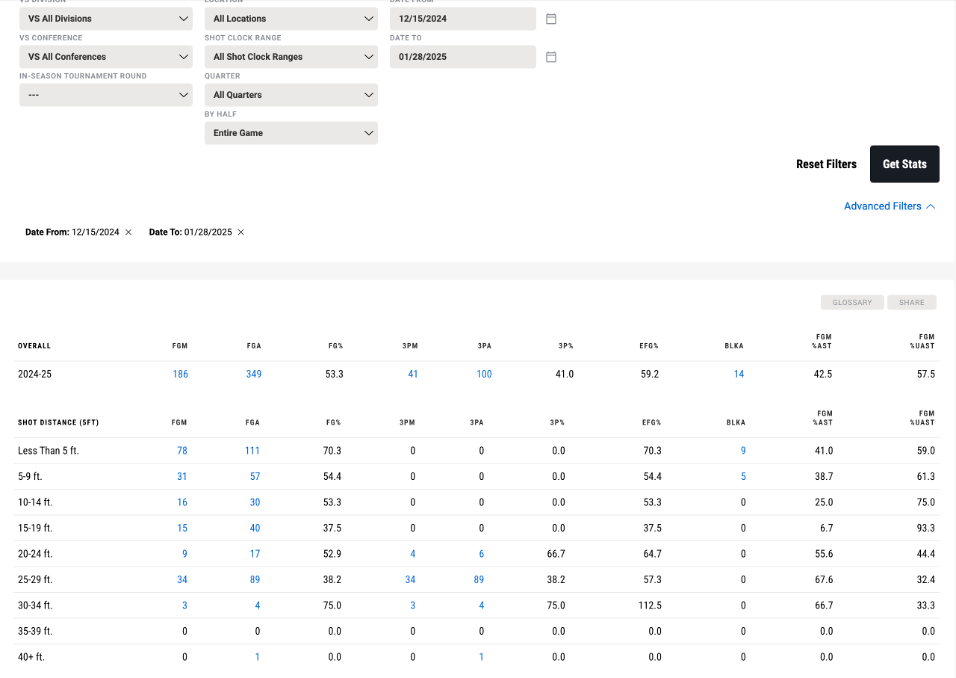 VS DIVISION LOCATION DATE FROM
VS All Divisions All Locations 12/15/2024
VS CONFERENCE SHOT CLOCK RANGE DATE TO
VS All Conferences All Shot Clock Ranges 01/28/2025
IN-SEASON TOURNAMENT ROUND QUARTER
--- All Quarters
BY HALF
Entire Game
Reset Filters Get Stats
Advanced Filters
Date From: 12/15/2024 × Date To: 01/28/2025 ×
GLOSSARY SHARE
OVERALL FGM FGA FG% 3PM 3PA 3P% EFG% BLKA FGM %AST FGM %UAST
2024-25 186 349 53.3 41 100 41.0 59.2 14 42.5 57.5
SHOT DISTANCE (5FT) FGM FGA FG% 3PM 3PA 3P% EFG% BLKA FGM %AST FGM %UAST
Less Than 5 ft. 78 111 70.3 0 0 0.0 70.3 9 41.0 59.0
5-9 ft. 31 57 54.4 0 0 0.0 54.4 5 38.7 61.3
10-14 ft. 16 30 53.3 0 0 0.0 53.3 0 25.0 75.0
15-19 ft. 15 40 37.5 0 0 0.0 37.5 0 6.7 93.3
20-24 ft. 9 17 52.9 4 6 66.7 64.7 0 55.6 44.4
25-29 ft. 34 89 38.2 34 89 38.2 57.3 0 67.6 32.4
30-34 ft. 3 4 75.0 3 4 75.0 112.5 0 66.7 33.3
35-39 ft. 0 0 0.0 0 0 0.0 0.0 0 0.0 0.0
40+ ft. 0 1 0.0 0 1 0.0 0.0 0 0.0 0.0